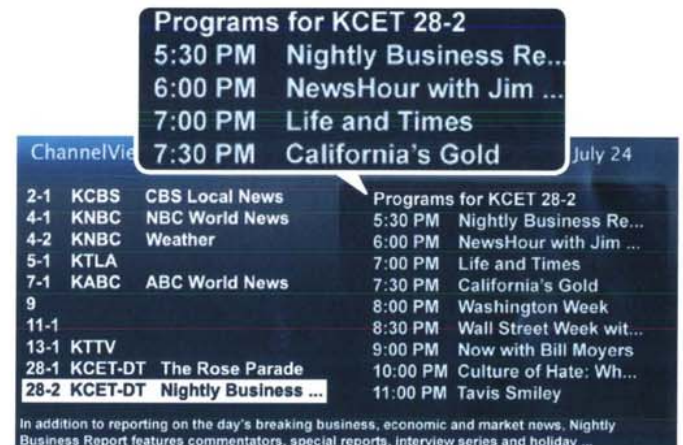 Programs for KCET 28-2
5:30 PM Nightly Business Re...
6:00 PM NewsHour with Jim ...
7:00 PM Life and Times
7:30 PM California's Gold
ChannelVie
July 24
2-1 KCBS CBS Local News
4-1 KNBC NBC World News
4-2 KNBC Weather
5-1 KTLA
7-1 KABC ABC World News
9
11-1
13-1 KTTV
28-1 KCET-DT The Rose Parade
28-2 KCET-DT Nightly Business ...
Programs for KCET 28-2
5:30 PM Nightly Business Re...
6:00 PM NewsHour with Jim ...
7:00 PM Life and Times
7:30 PM California's Gold
8:00 PM Washington Week
8:30 PM Wall Street Week wit...
9:00 PM Now with Bill Moyers
10:00 PM Culture of Hate: Wh...
11:00 PM Tavis Smiley
In addition to reporting on the day's breaking business, economic and market news, Nightly
Business Report features commentators, special reports, interview series and holiday ...